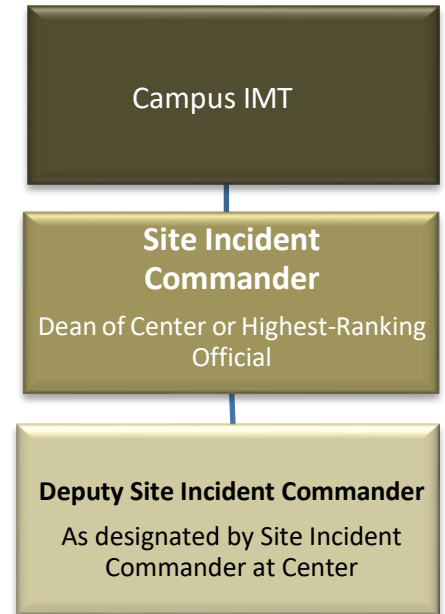 Campus IMT
Site Incident
Commander
Dean of Center or Highest-Ranking
Official
Deputy Site Incident Commander
As designated by Site Incident
Commander at Center